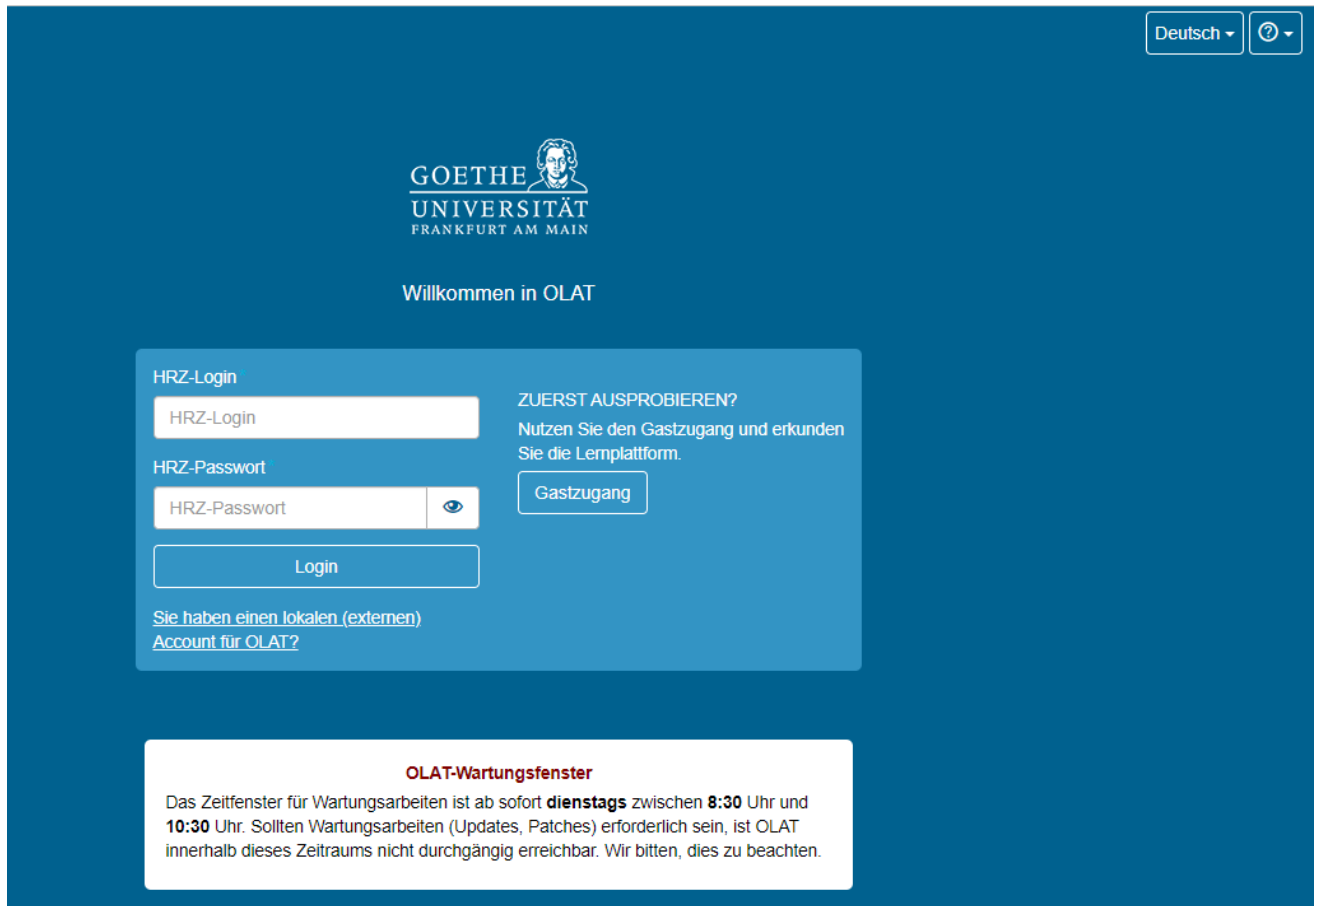 Deutsch
GOETHE
UNIVERSITÄT
FRANKFURT AM MAIN
Willkommen in OLAT
HRZ-Login*
HRZ-Login
HRZ-Passwort*
HRZ-Passwort
Login
Sie haben einen lokalen (externen)
Account für OLAT?
ZUERST AUSPROBIEREN?
Nutzen Sie den Gastzugang und erkunden
Sie die Lernplattform.
Gastzugang
OLAT-Wartungsfenster
Das Zeitfenster für Wartungsarbeiten ist ab sofort dienstags zwischen 8:30 Uhr und
10:30 Uhr. Sollten Wartungsarbeiten (Updates, Patches) erforderlich sein, ist OLAT
innerhalb dieses Zeitraums nicht durchgängig erreichbar. Wir bitten, dies zu beachten.